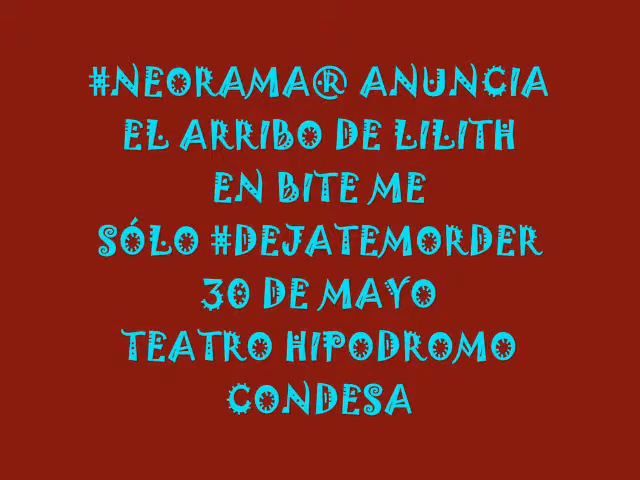 #NEORAMA® ANUNCIA
EL ARRIBO DE LILITH
EN BITE ME
SÓLO #DEJATEMORDER
30 DE MAYO
TEATRO HIPODROMO
CONDESA